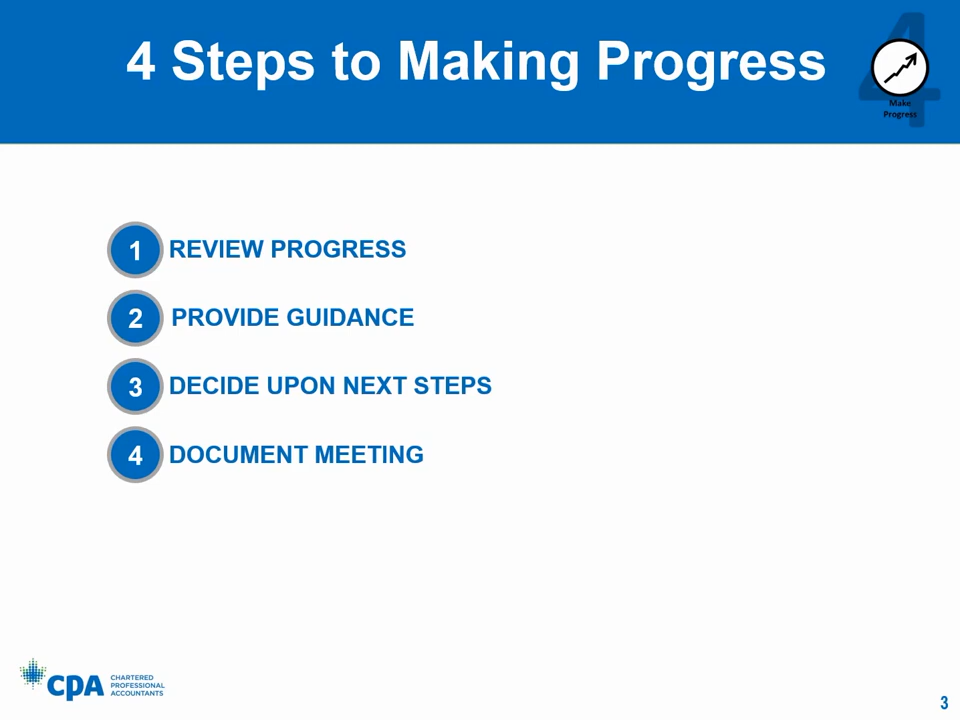 4 Steps to Making Progress
4
Make
Progress
1 REVIEW PROGRESS
2 PROVIDE GUIDANCE
3 DECIDE UPON NEXT STEPS
4 DOCUMENT MEETING
CPA
CHARTERED
PROFESSIONAL
ACCOUNTANTS
3